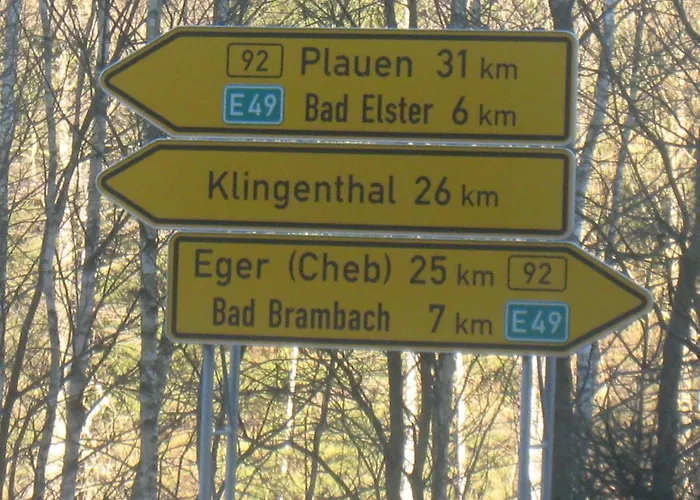 92 Plauen 31 km
E49 Bad Elster 6 km
Klingenthal 26 km
Eger (Cheb) 25 km 92
Bad Brambach 7 km E49